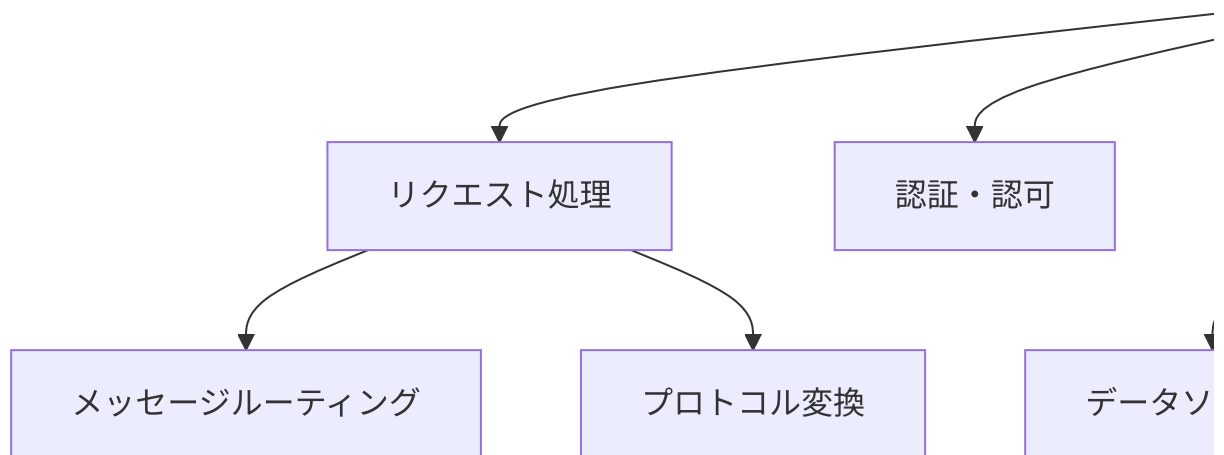 リクエスト処理
認証・認可
メッセージルーティング
プロトコル変換
データソ